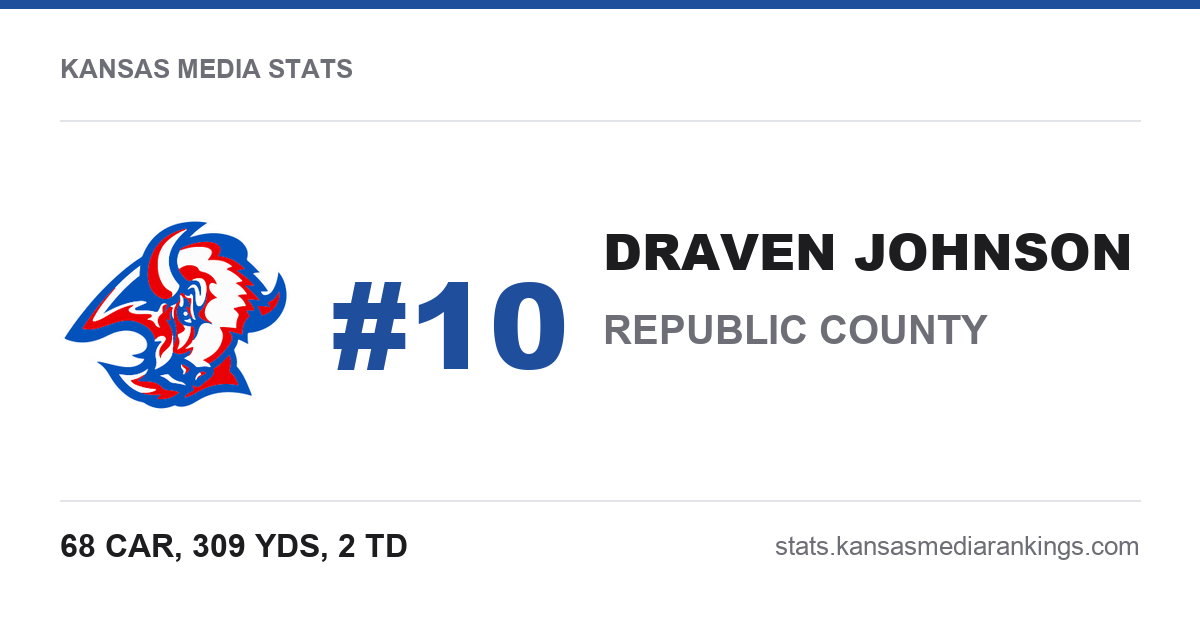 KANSAS MEDIA STATS
#10
DRAVEN JOHNSON
REPUBLIC COUNTY
68 CAR, 309 YDS, 2 TD
stats.kansasmediarankings.com